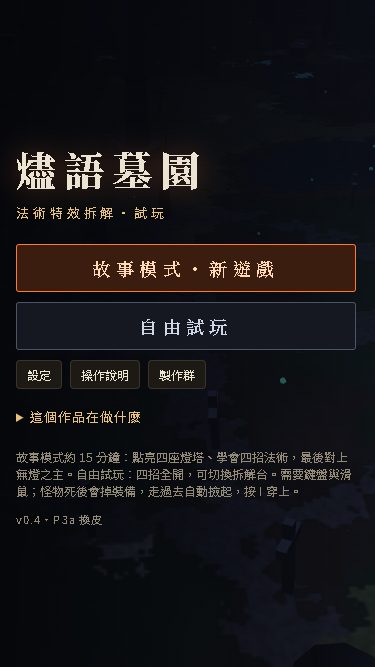 燼語墓園
法術特效拆解・試玩
故事模式・新遊戲
自由試玩
設定 操作說明 製作群
▶ 這個作品在做什麼
故事模式約 15 分鐘：點亮四座燈塔、學會四招法術，最後對上
無燈之主。自由試玩：四招全開，可切換拆解台。需要鍵盤與滑
鼠；怪物死後會掉裝備，走過去自動撿起，按 I 穿上。
v0.4・P3a 換皮